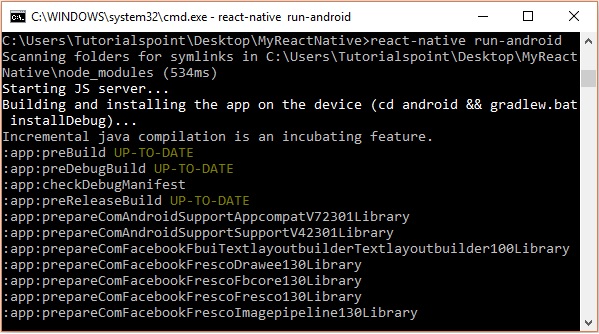 C:\WINDOWS\system32\cmd.exe - react-native run-android
C:\Users\Tutorialspoint\Desktop\MyReactNative>react-native run-android
Scanning folders for symlinks in C:\Users\Tutorialspoint\Desktop\MyReact
Native\node_modules (534ms)
Starting JS server...
Building and installing the app on the device (cd android && gradlew.bat
 installDebug)...
Incremental java compilation is an incubating feature.
:app:preBuild UP-TO-DATE
:app:preDebugBuild UP-TO-DATE
:app:checkDebugManifest
:app:preReleaseBuild UP-TO-DATE
:app:prepareComAndroidSupportAppcompatV72301Library
:app:prepareComAndroidSupportV42301Library
:app:prepareComFacebookFbuiTextlayoutbuilderTextlayoutbuilder100Library
:app:prepareComFacebookFrescoDrawee130Library
:app:prepareComFacebookFrescoFbcore130Library
:app:prepareComFacebookFrescoFresco130Library
:app:prepareComFacebookFrescoImagepipeline130Library